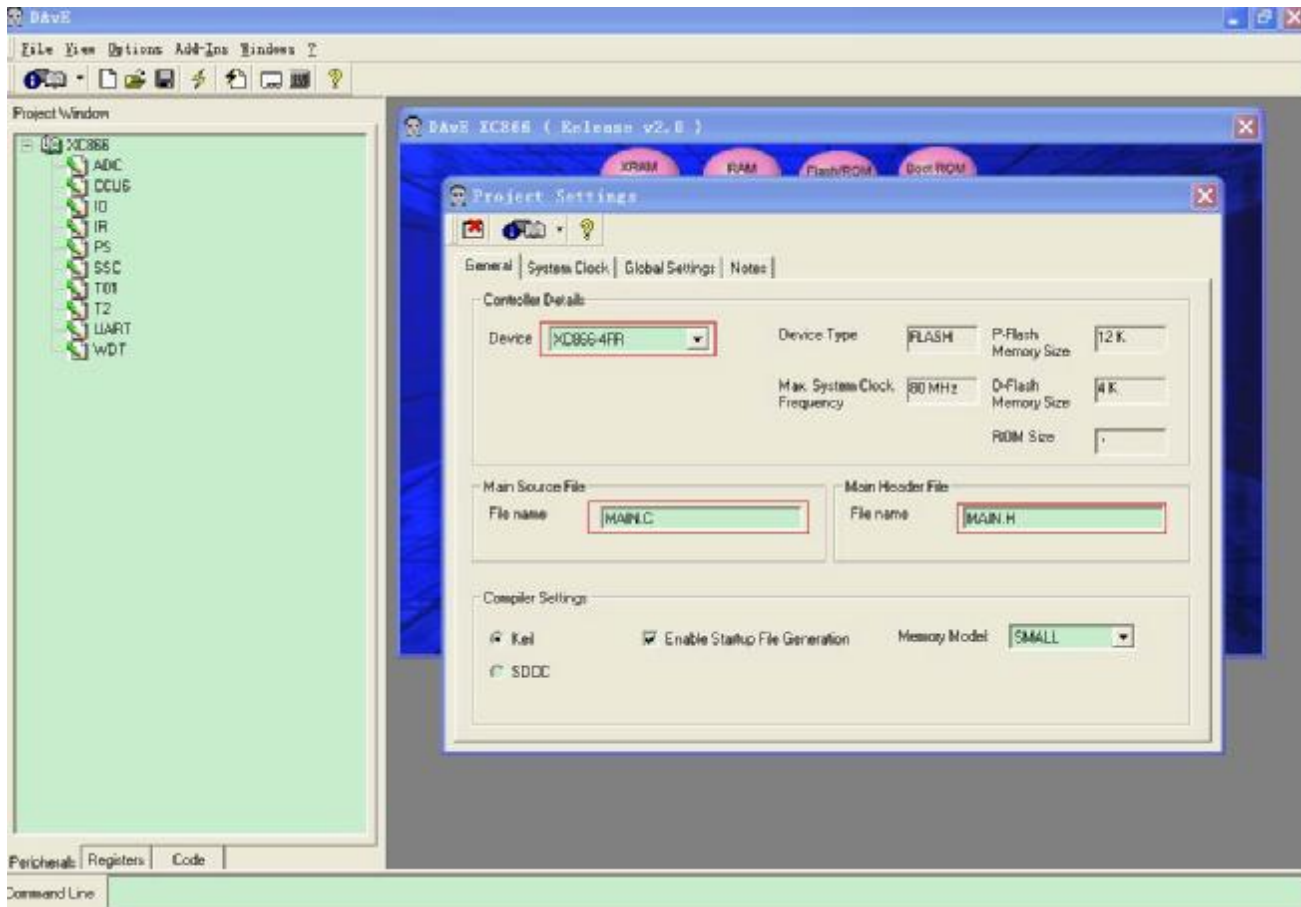 DAvE
File View Options Add-Ins Windows ?
Project Window
XC866
ADC
CCU6
IO
IR
PS
SSC
T01
T2
UART
WDT
Peripherals Registers Code
Command Line
DAvE XC866 ( Release v2.0 )
XRAM IRAM Flash/ROM Boot ROM
Project Settings
General System Clock Global Settings Notes
Controller Details
Device XC866-4FR
Device Type FLASH
P-Flash Memory Size 12 K
Max. System Clock Frequency 80 MHz
D-Flash Memory Size 4 K
ROM Size -
Main Source File
File name MAIN.C
Main Header File
File name MAIN.H
Compiler Settings
Keil
Enable Startup File Generation
Memory Model SMALL
SDCC